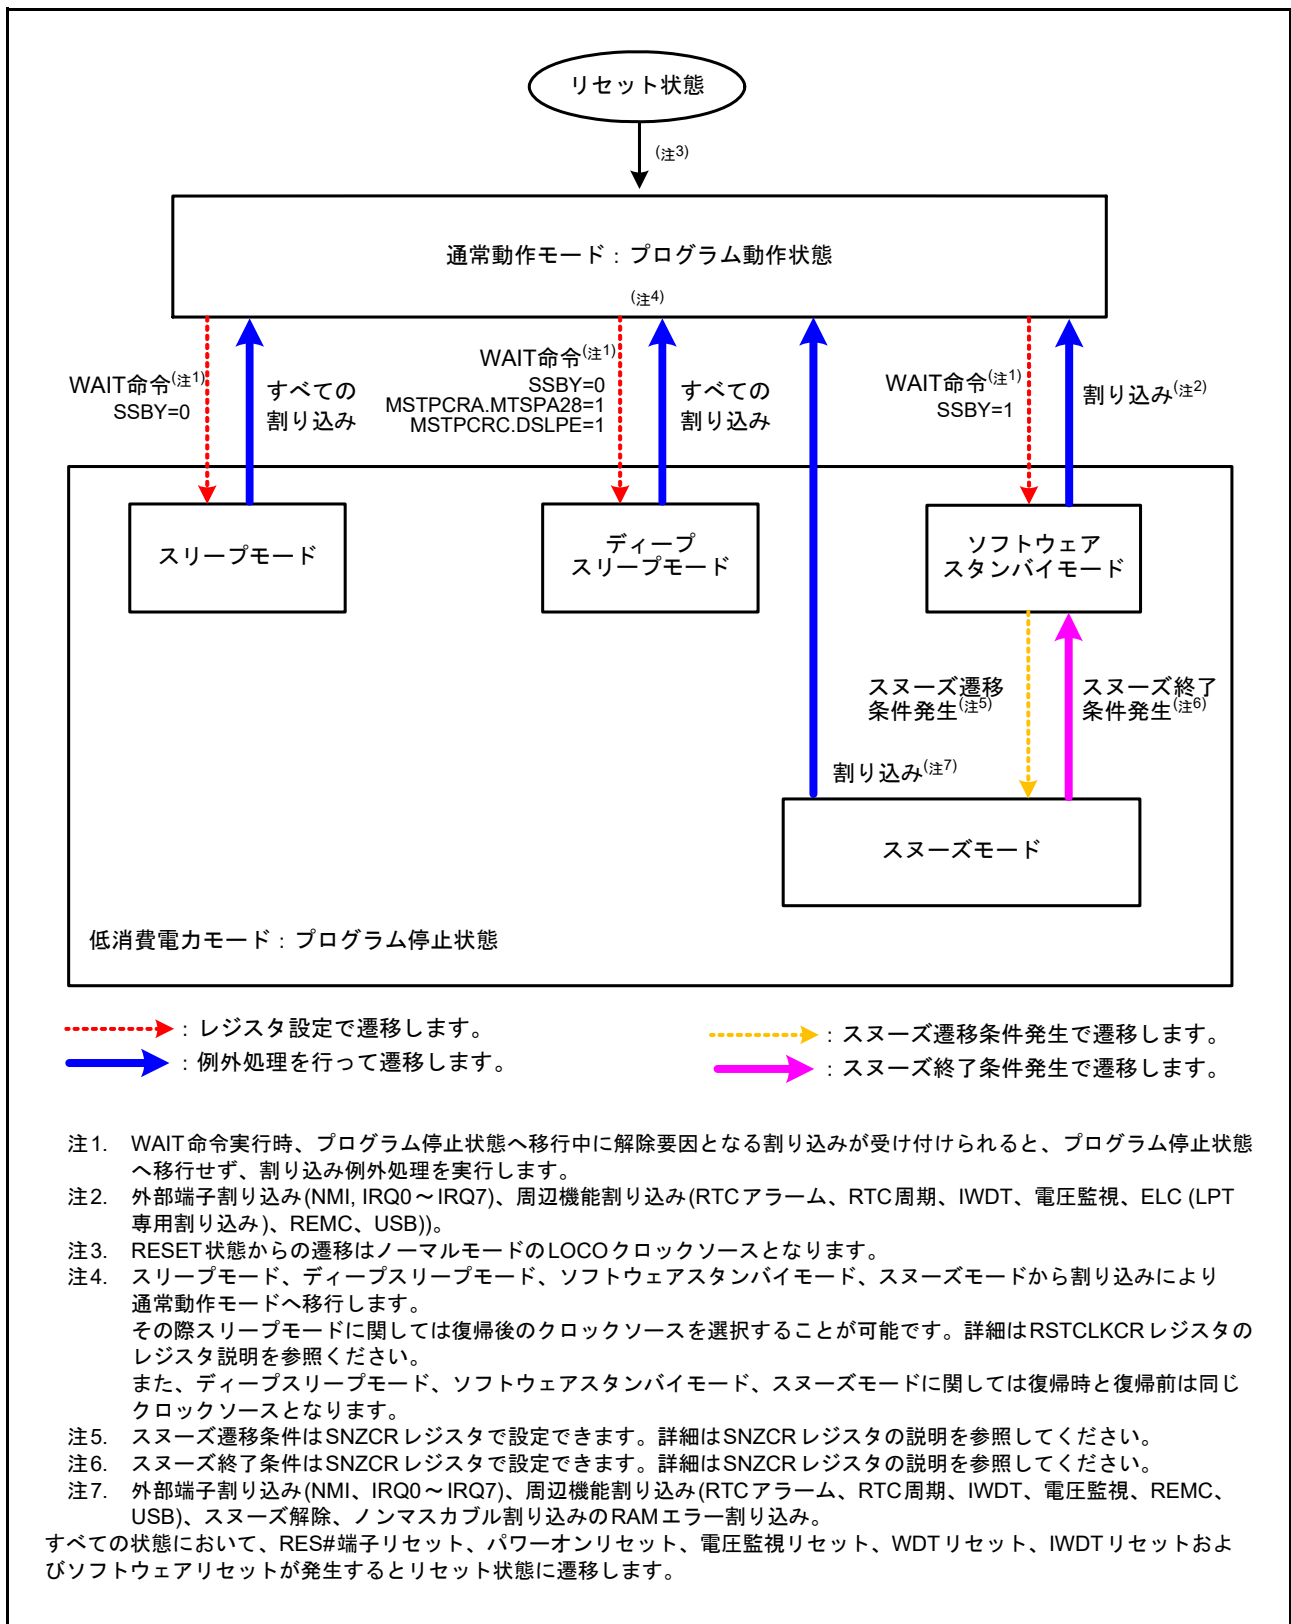 リセット状態
(注3)
通常動作モード：プログラム動作状態
(注4)
WAIT命令(注1)
SSBY=0
すべての
割り込み
WAIT命令(注1)
SSBY=0
MSTPCRA.MTSPA28=1
MSTPCRC.DSLPE=1
すべての
割り込み
WAIT命令(注1)
SSBY=1
割り込み(注2)
スリープモード
ディープ
スリープモード
ソフトウェア
スタンバイモード
スヌーズ遷移
条件発生(注5)
スヌーズ終了
条件発生(注6)
割り込み(注7)
スヌーズモード
低消費電力モード：プログラム停止状態
：レジスタ設定で遷移します。
：例外処理を行って遷移します。
：スヌーズ遷移条件発生で遷移します。
：スヌーズ終了条件発生で遷移します。
注1. WAIT命令実行時、プログラム停止状態へ移行中に解除要因となる割り込みが受け付けられると、プログラム停止状態
へ移行せず、割り込み例外処理を実行します。
注2. 外部端子割り込み(NMI, IRQ0～IRQ7)、周辺機能割り込み(RTCアラーム、RTC周期、IWDT、電圧監視、ELC (LPT
専用割り込み)、REMC、USB))。
注3. RESET状態からの遷移はノーマルモードのLOCOクロックソースとなります。
注4. スリープモード、ディープスリープモード、ソフトウェアスタンバイモード、スヌーズモードから割り込みにより
通常動作モードへ移行します。
その際スリープモードに関しては復帰後のクロックソースを選択することが可能です。詳細はRSTCLKCRレジスタの
レジスタ説明を参照ください。
また、ディープスリープモード、ソフトウェアスタンバイモード、スヌーズモードに関しては復帰時と復帰前は同じ
クロックソースとなります。
注5. スヌーズ遷移条件はSNZCRレジスタで設定できます。詳細はSNZCRレジスタの説明を参照してください。
注6. スヌーズ終了条件はSNZCRレジスタで設定できます。詳細はSNZCRレジスタの説明を参照してください。
注7. 外部端子割り込み(NMI、IRQ0～IRQ7)、周辺機能割り込み(RTCアラーム、RTC周期、IWDT、電圧監視、REMC、
USB)、スヌーズ解除、ノンマスカブル割り込みのRAMエラー割り込み。
すべての状態において、RES#端子リセット、パワーオンリセット、電圧監視リセット、WDTリセット、IWDTリセットおよ
びソフトウェアリセットが発生するとリセット状態に遷移します。